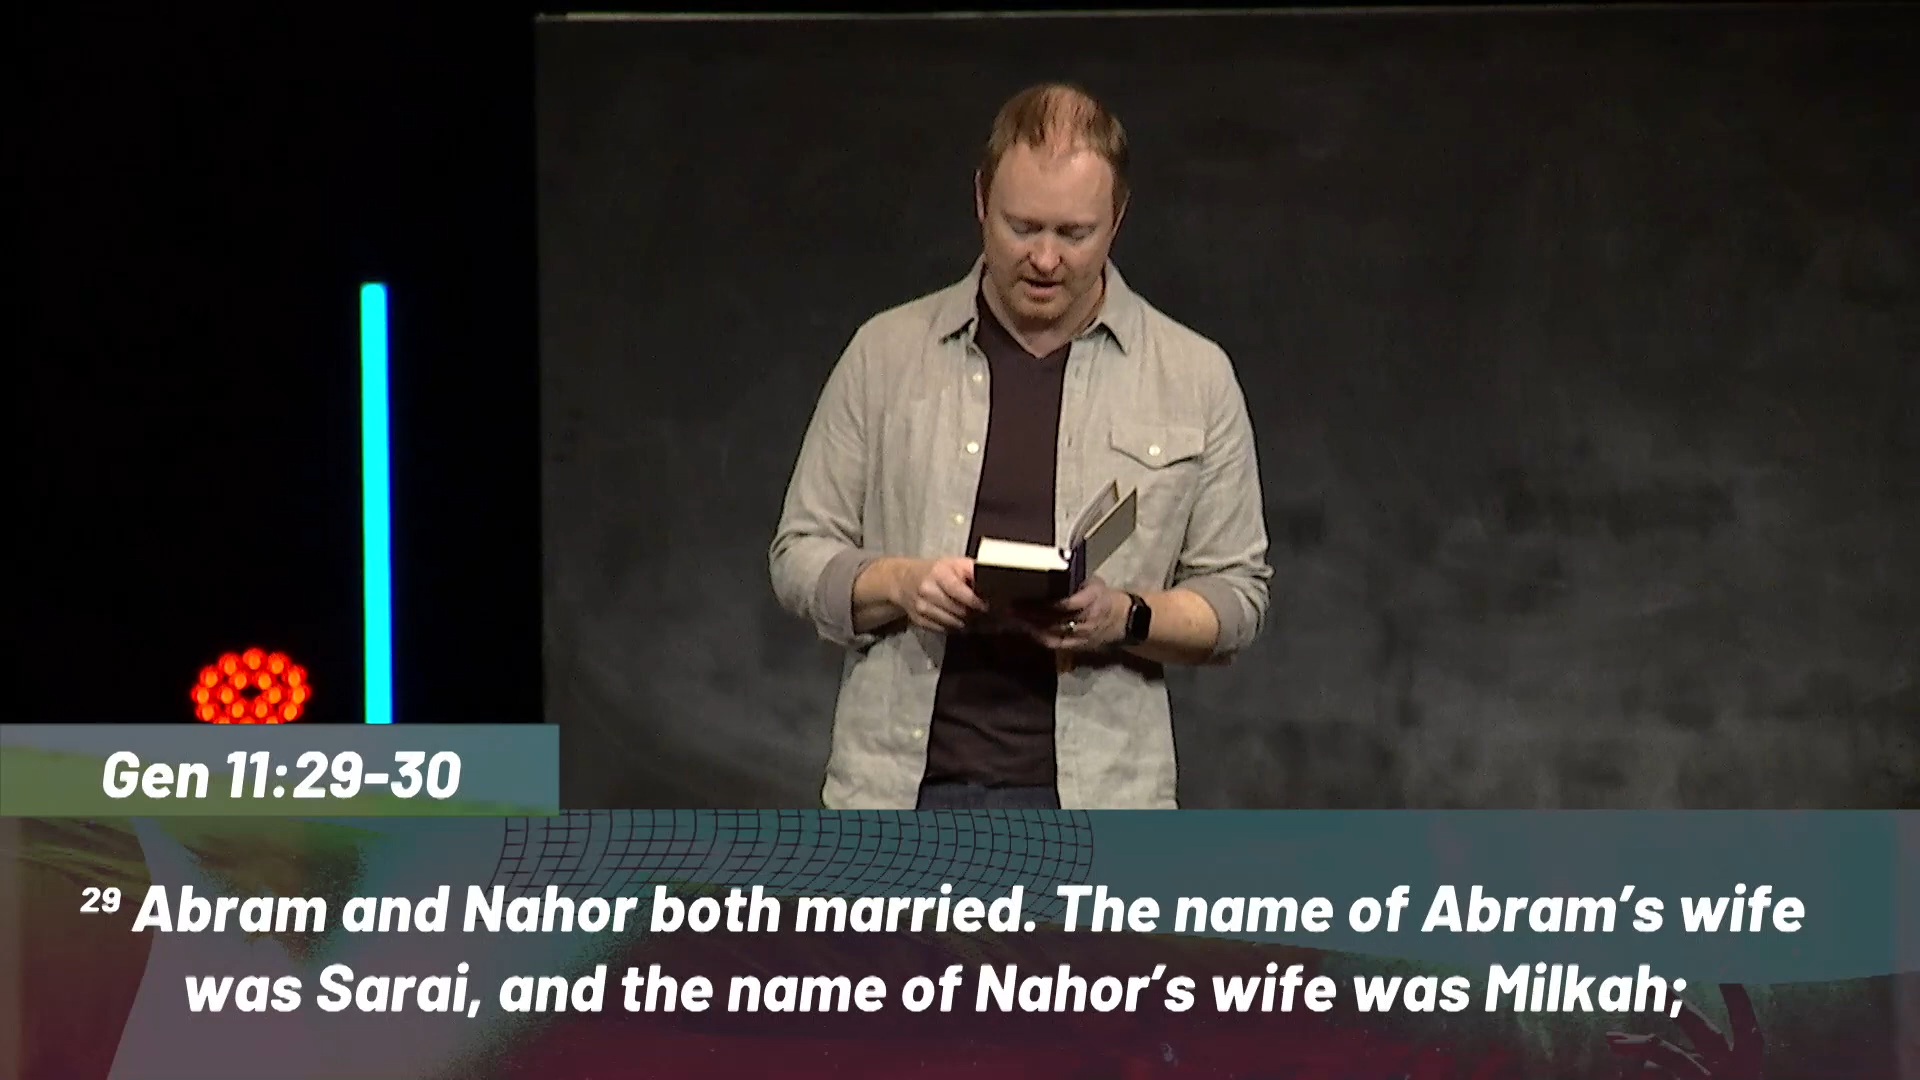 Gen 11:29-30
²⁹ Abram and Nahor both married. The name of Abram’s wife
was Sarai, and the name of Nahor’s wife was Milkah;